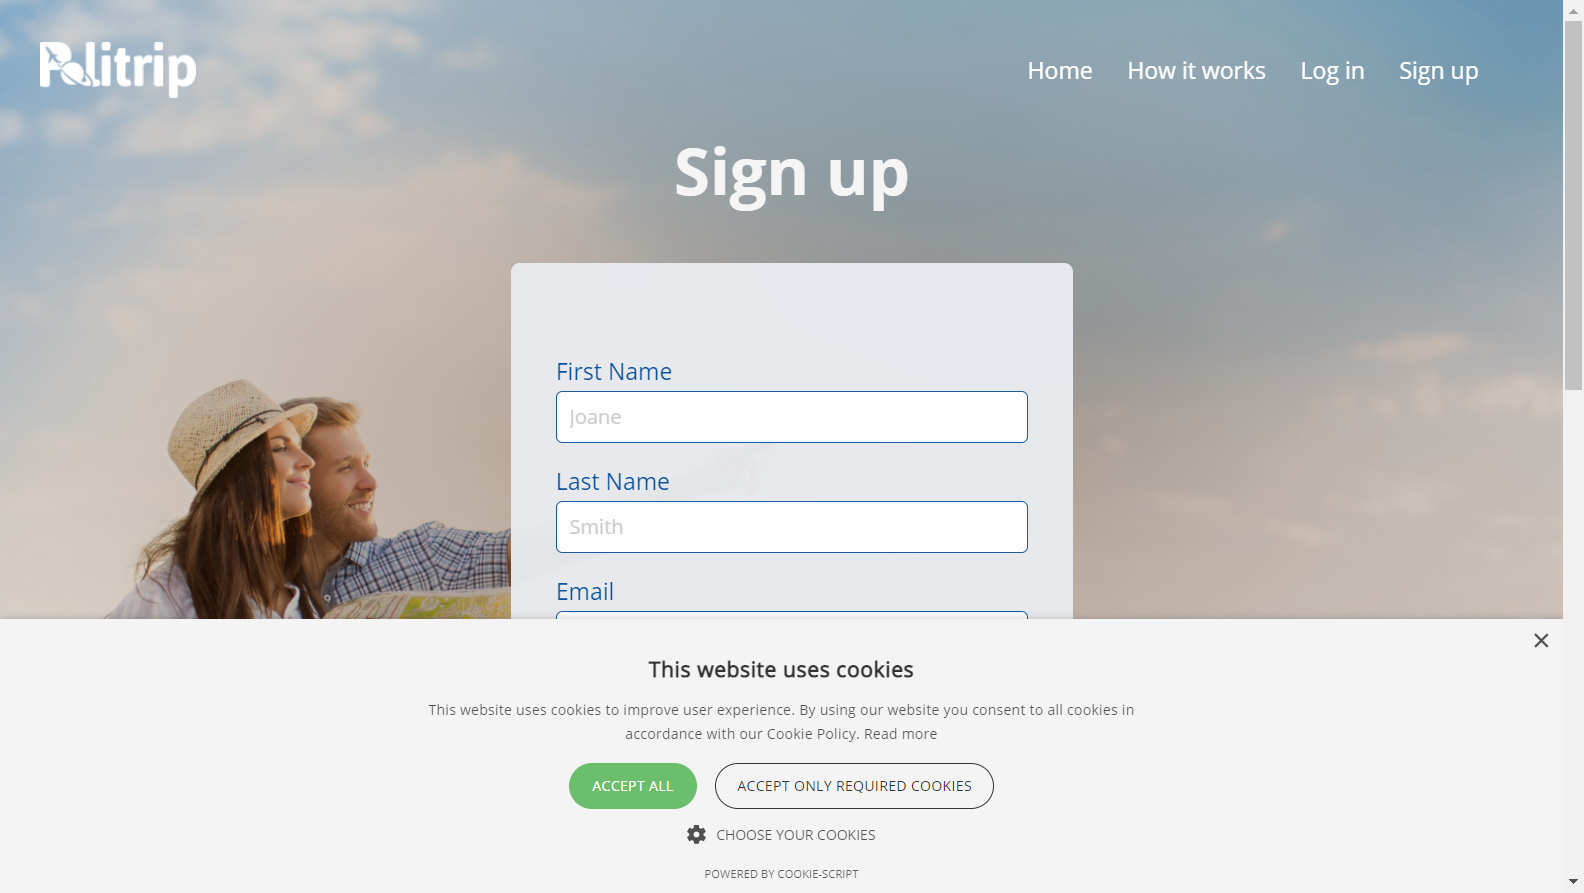 Politrip
Home How it works Log in Sign up
Sign up
First Name
Joane
Last Name
Smith
Email
This website uses cookies
This website uses cookies to improve user experience. By using our website you consent to all cookies in
accordance with our Cookie Policy. Read more
ACCEPT ALL ACCEPT ONLY REQUIRED COOKIES
CHOOSE YOUR COOKIES
POWERED BY COOKIE-SCRIPT